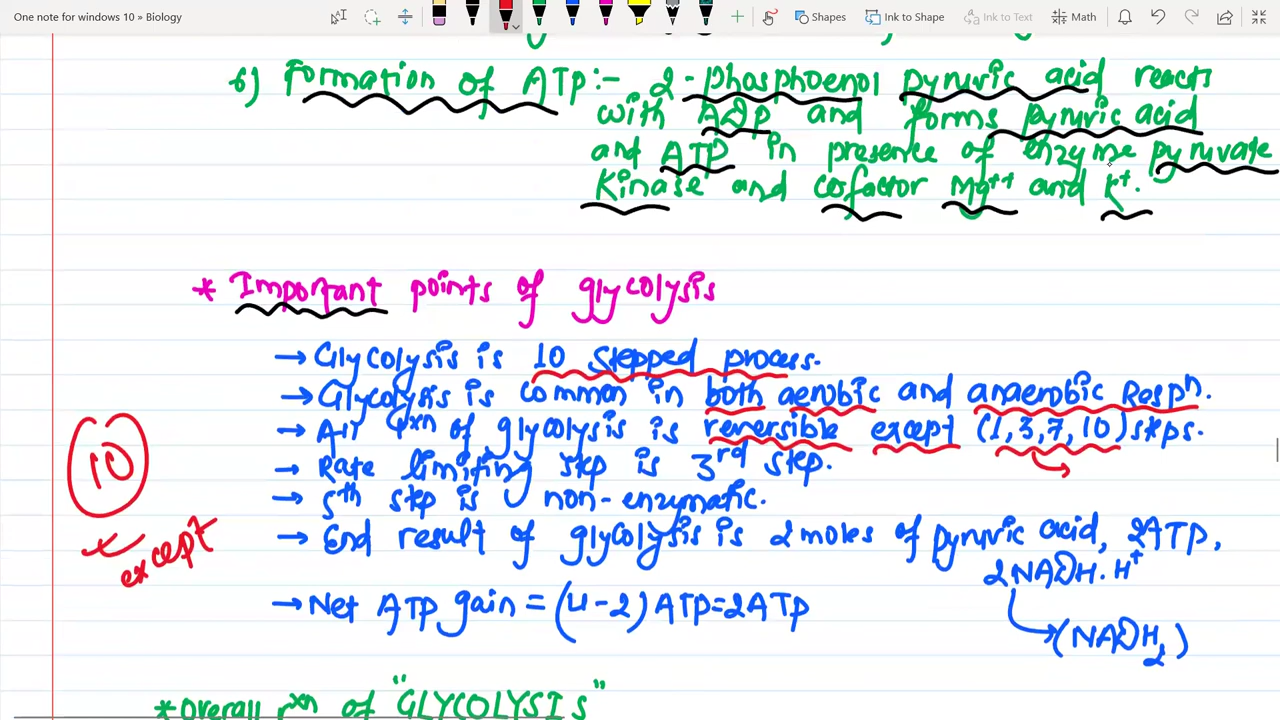 One note for windows 10 » Biology
Shapes Ink to Shape Ink to Text Math
6) Formation of ATP:- 2-phosphoenol pyruvic acid reacts
with ADP and forms pyruvic acid
and ATP in presence of enzyme pyruvate
Kinase and cofactor Mg++ and K+.
* Important points of glycolysis
→ Glycolysis is 10 stepped process.
→ Glycolysis is common in both aerobic and anaerobic Respn.
→ All rxn of glycolysis is reversible except (1,3,7,10) steps.
→ Rate limiting step is 3rd step.
→ 5th step is non-enzymatic.
→ End result of glycolysis is 2 moles of pyruvic acid, 2ATP,
2NADH.H+
(NADH2)
→ Net ATP gain = (4-2) ATP=2ATP
10
except
*Overall rxn of "GLYCOLYSIS"